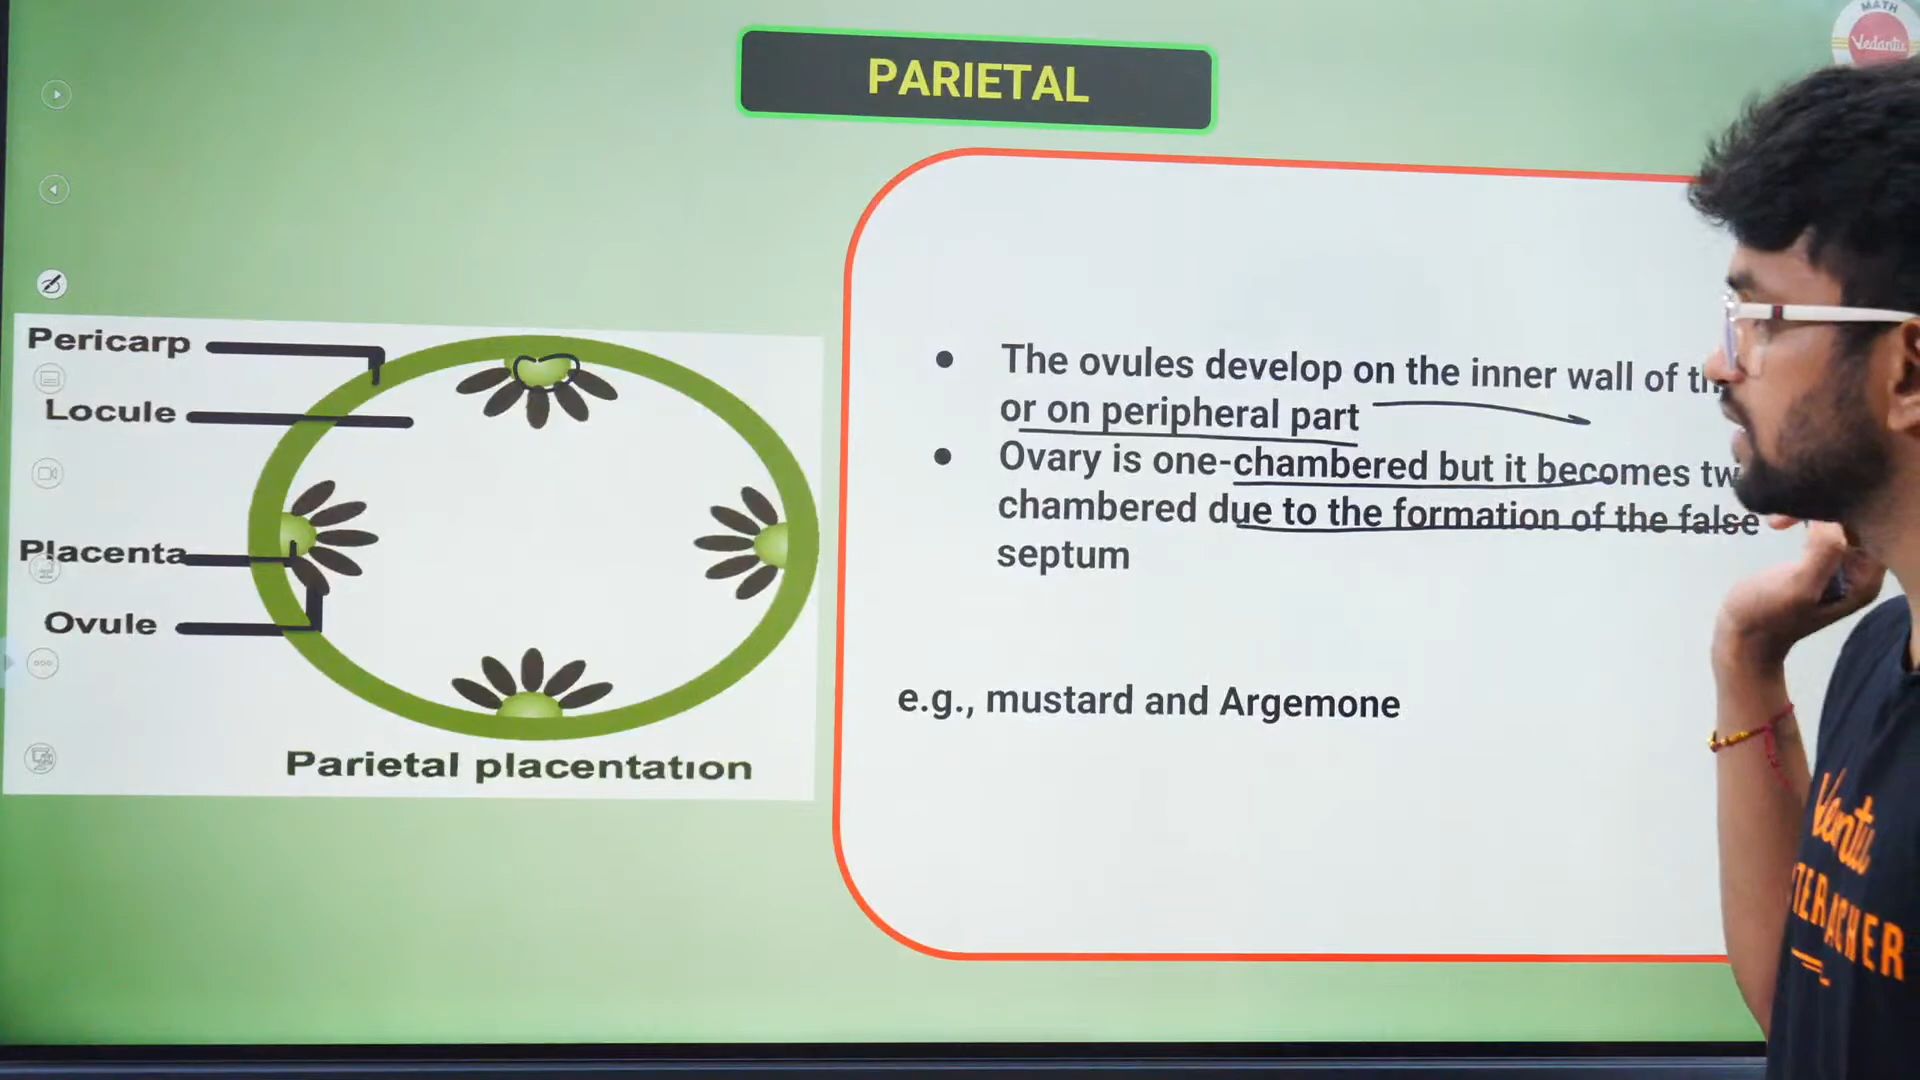 MATH
Vedantu
PARIETAL
Pericarp
Locule
Placenta
Ovule
Parietal placentation
The ovules develop on the inner wall of
or on peripheral part
Ovary is one-chambered but it becomes
chambered due to the formation of the false
septum
e.g., mustard and Argemone